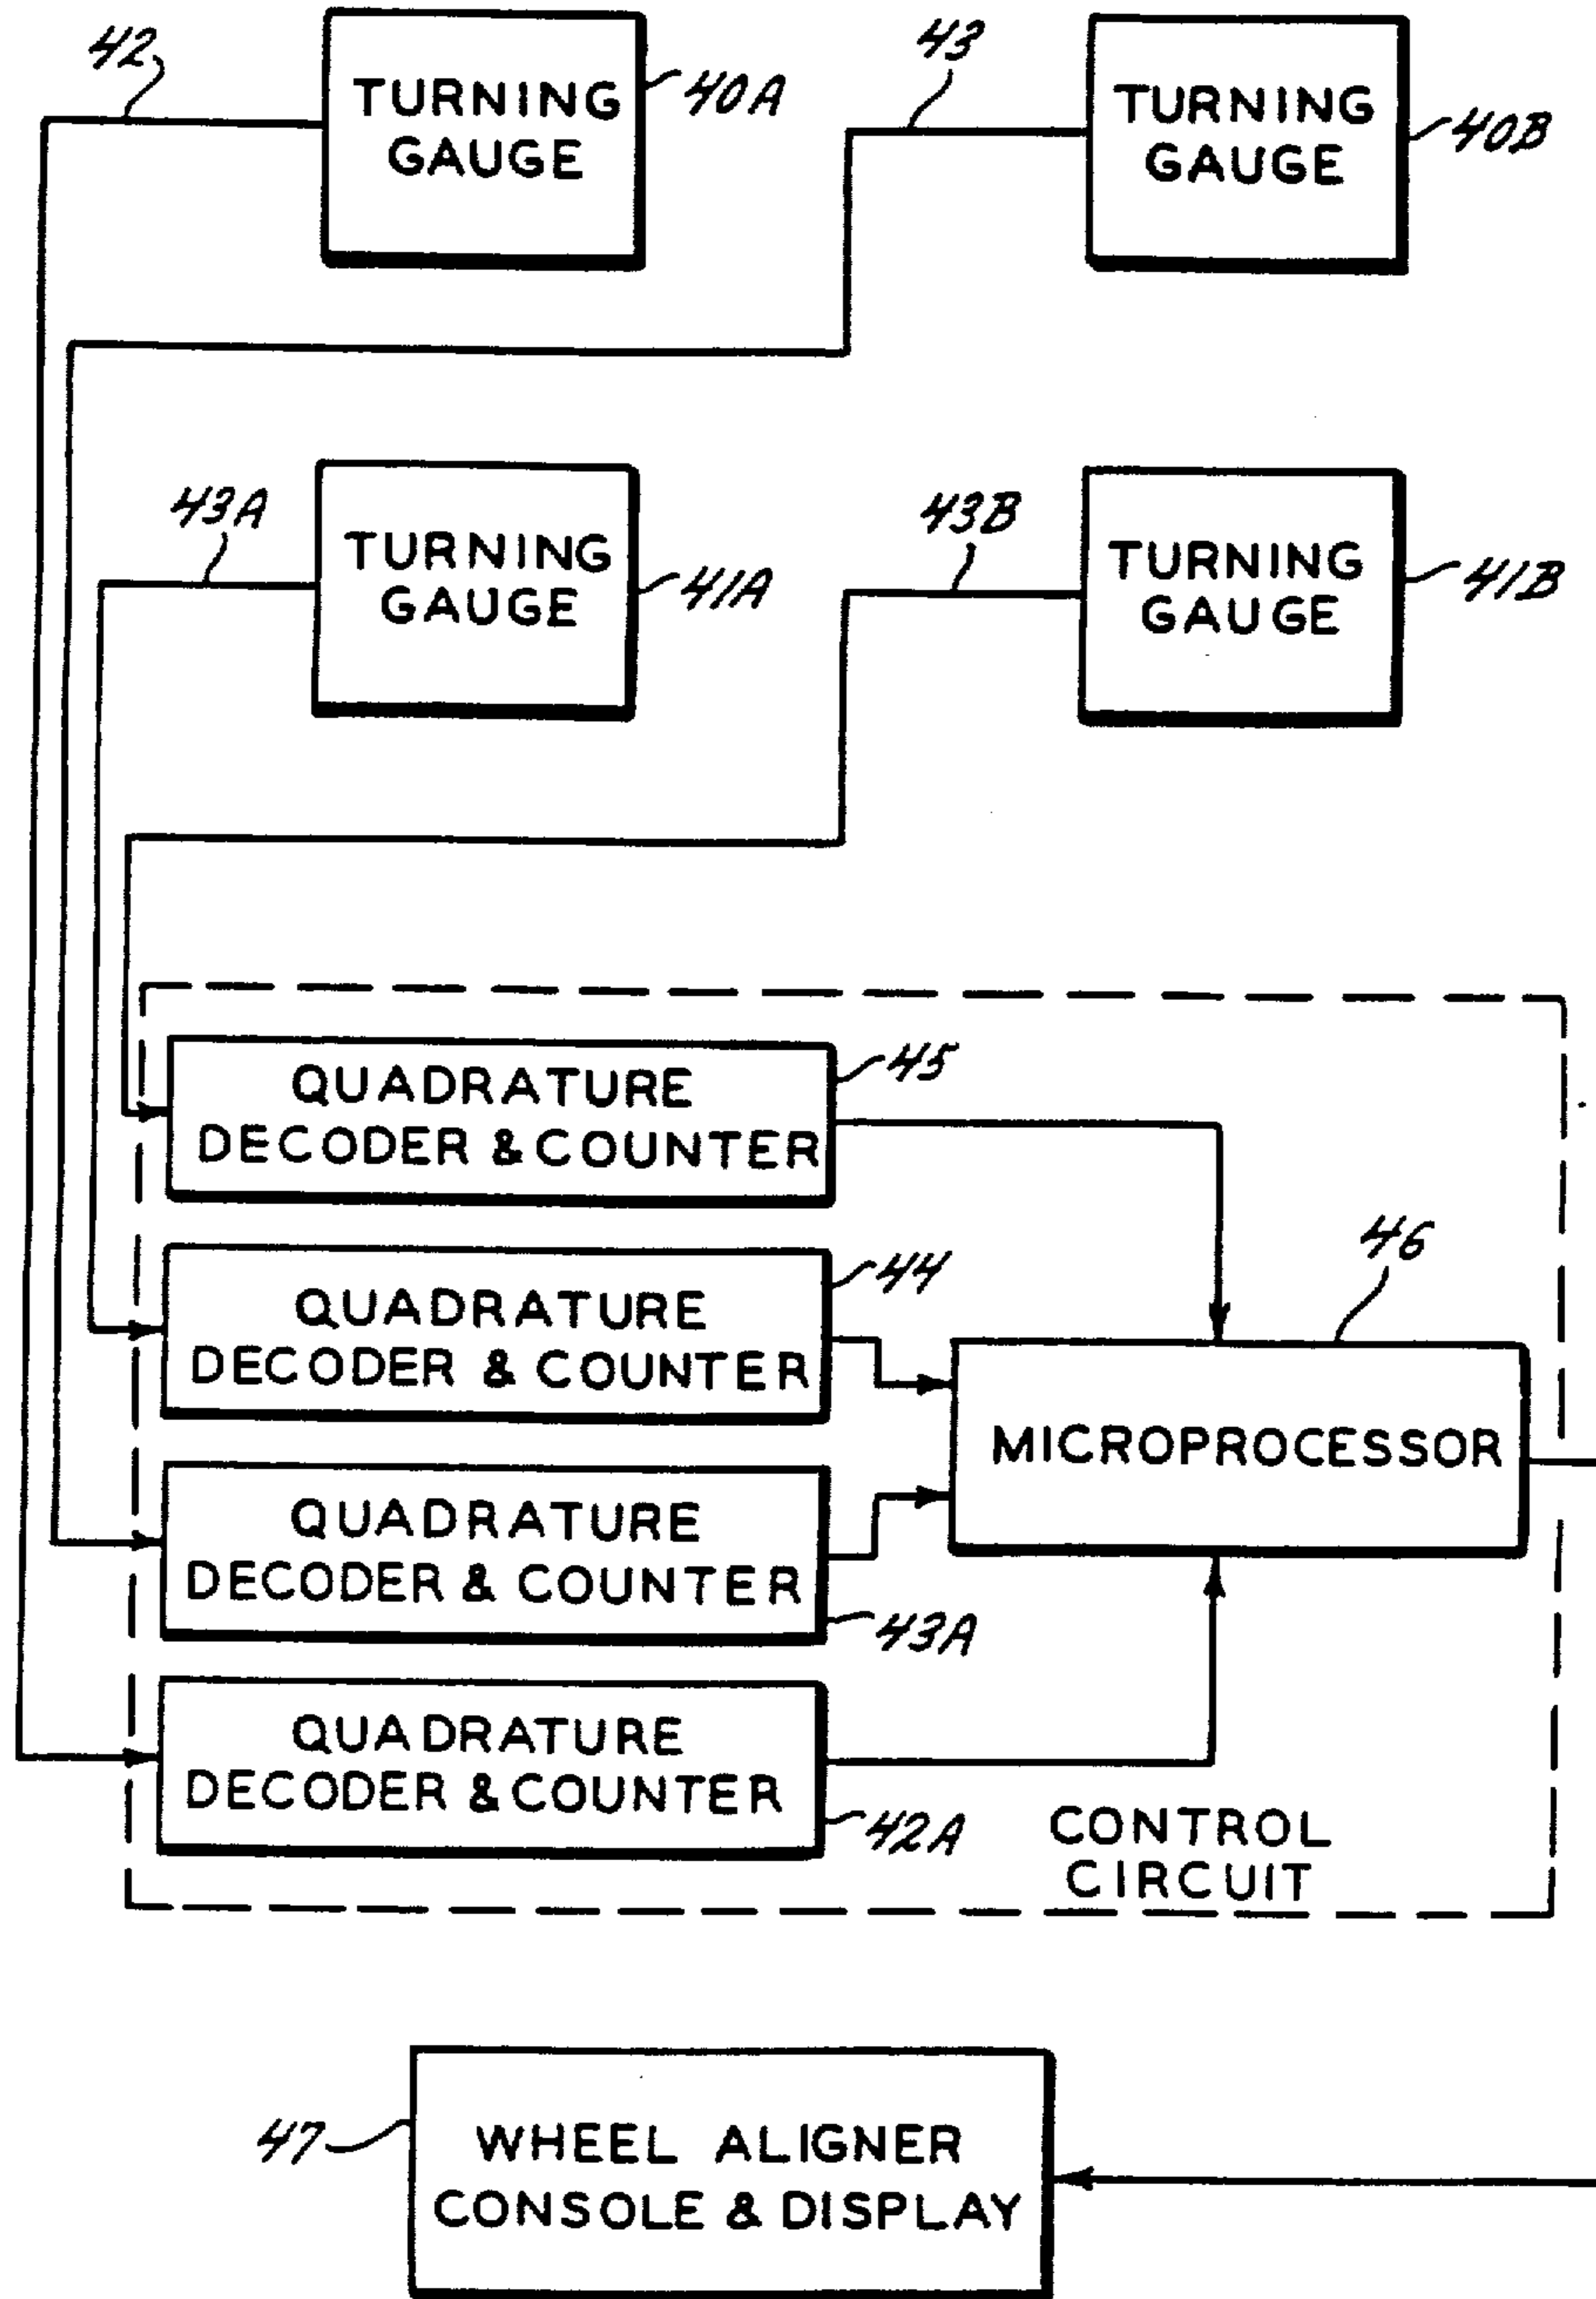 42
TURNING
GAUGE
40A
43
TURNING
GAUGE
40B
43A
TURNING
GAUGE
41A
43B
TURNING
GAUGE
41B
QUADRATURE
DECODER & COUNTER
45
QUADRATURE
DECODER & COUNTER
44
46
MICROPROCESSOR
QUADRATURE
DECODER & COUNTER
43A
QUADRATURE
DECODER & COUNTER
42A
CONTROL
CIRCUIT
47
WHEEL ALIGNER
CONSOLE & DISPLAY